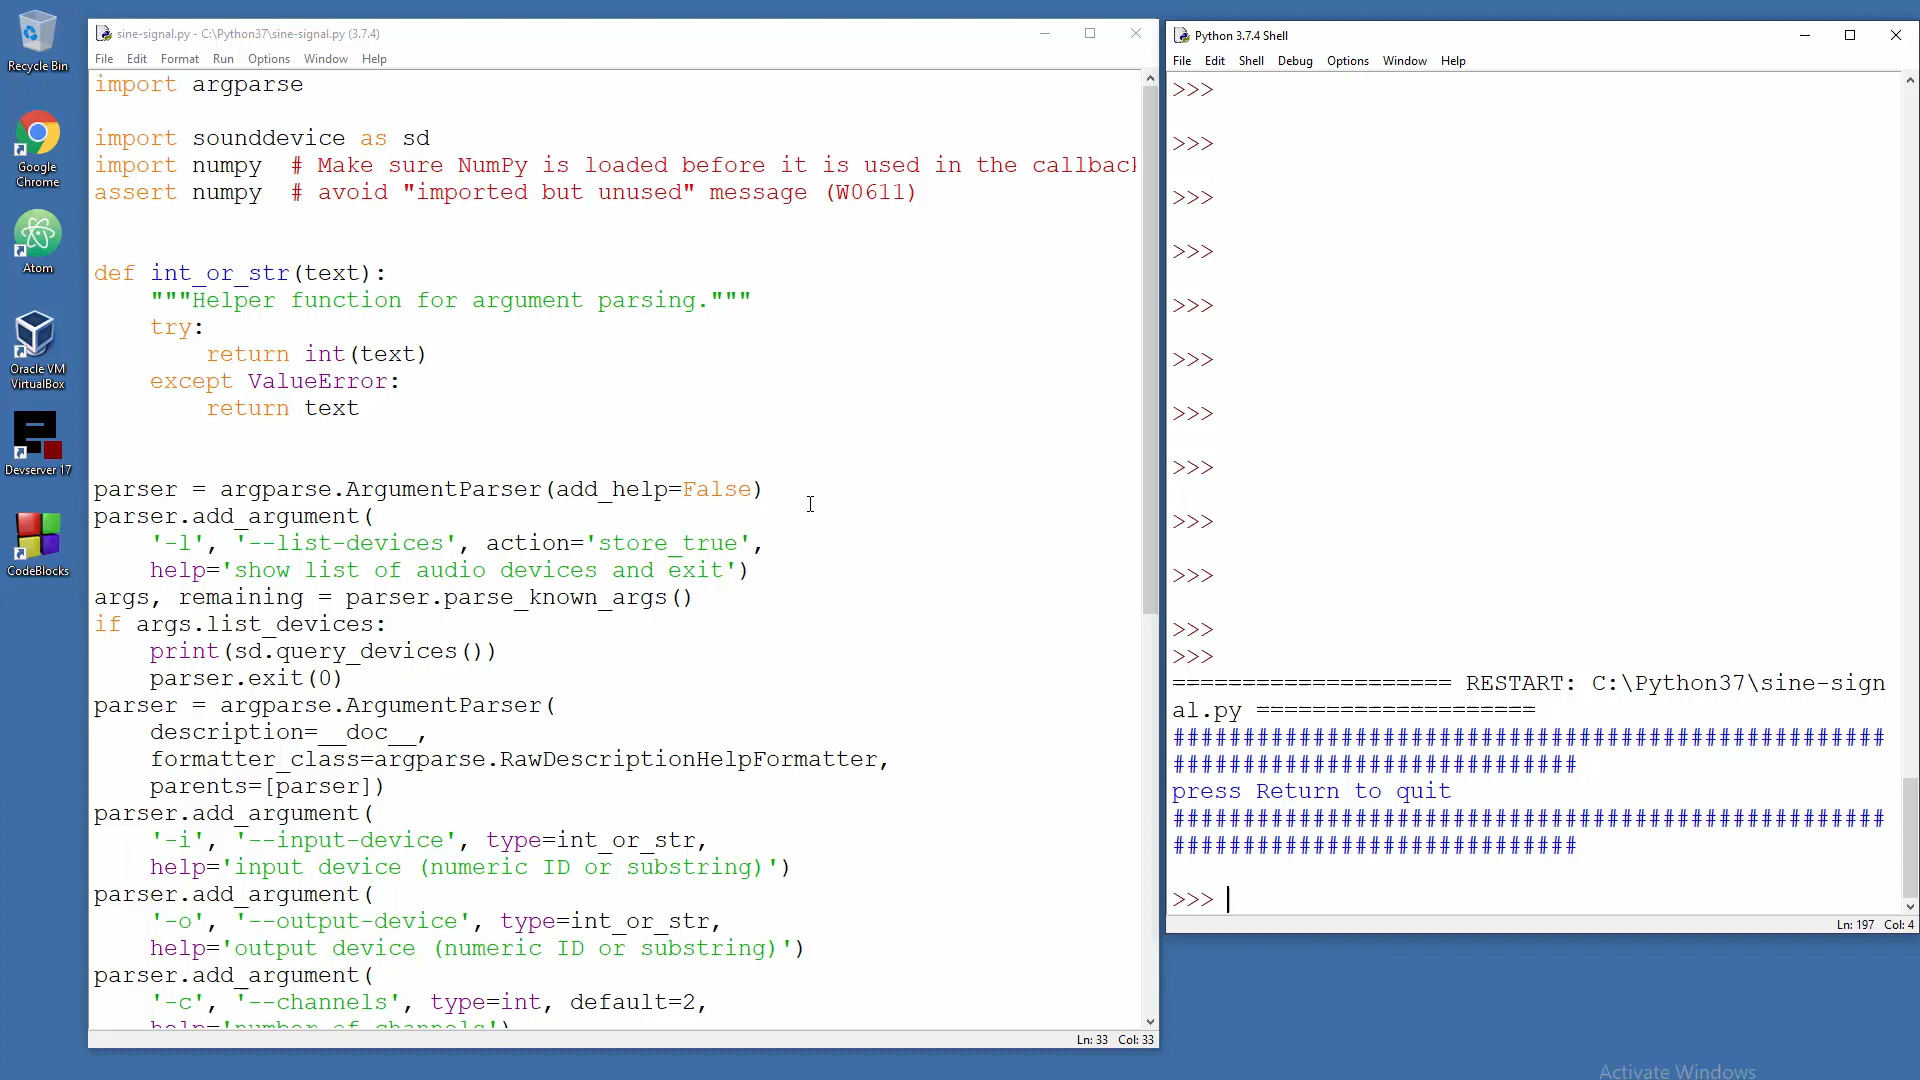 Recycle Bin
Google
Chrome
Atom
Oracle VM
VirtualBox
Devserver 17
CodeBlocks
sine-signal.py - C:\Python37\sine-signal.py (3.7.4)
File Edit Format Run Options Window Help
import argparse
import sounddevice as sd
import numpy  # Make sure NumPy is loaded before it is used in the callback
assert numpy  # avoid "imported but unused" message (W0611)
def int_or_str(text):
    """Helper function for argument parsing."""
    try:
        return int(text)
    except ValueError:
        return text
parser = argparse.ArgumentParser(add_help=False)
parser.add_argument(
    '-l', '--list-devices', action='store_true',
    help='show list of audio devices and exit')
args, remaining = parser.parse_known_args()
if args.list_devices:
    print(sd.query_devices())
    parser.exit(0)
parser = argparse.ArgumentParser(
    description=__doc__,
    formatter_class=argparse.RawDescriptionHelpFormatter,
    parents=[parser])
parser.add_argument(
    '-i', '--input-device', type=int_or_str,
    help='input device (numeric ID or substring)')
parser.add_argument(
    '-o', '--output-device', type=int_or_str,
    help='output device (numeric ID or substring)')
parser.add_argument(
    '-c', '--channels', type=int, default=2,
    help='number of channels')
Ln: 33 Col: 33
Python 3.7.4 Shell
File Edit Shell Debug Options Window Help
>>>
>>>
>>>
>>>
>>>
>>>
>>>
>>>
>>>
>>>
>>>
>>>
==================== RESTART: C:\Python37\sine-sign
al.py ====================
###################################################
#############################
press Return to quit
###################################################
#############################
>>>
Ln: 197 Col: 4
Activate Windows